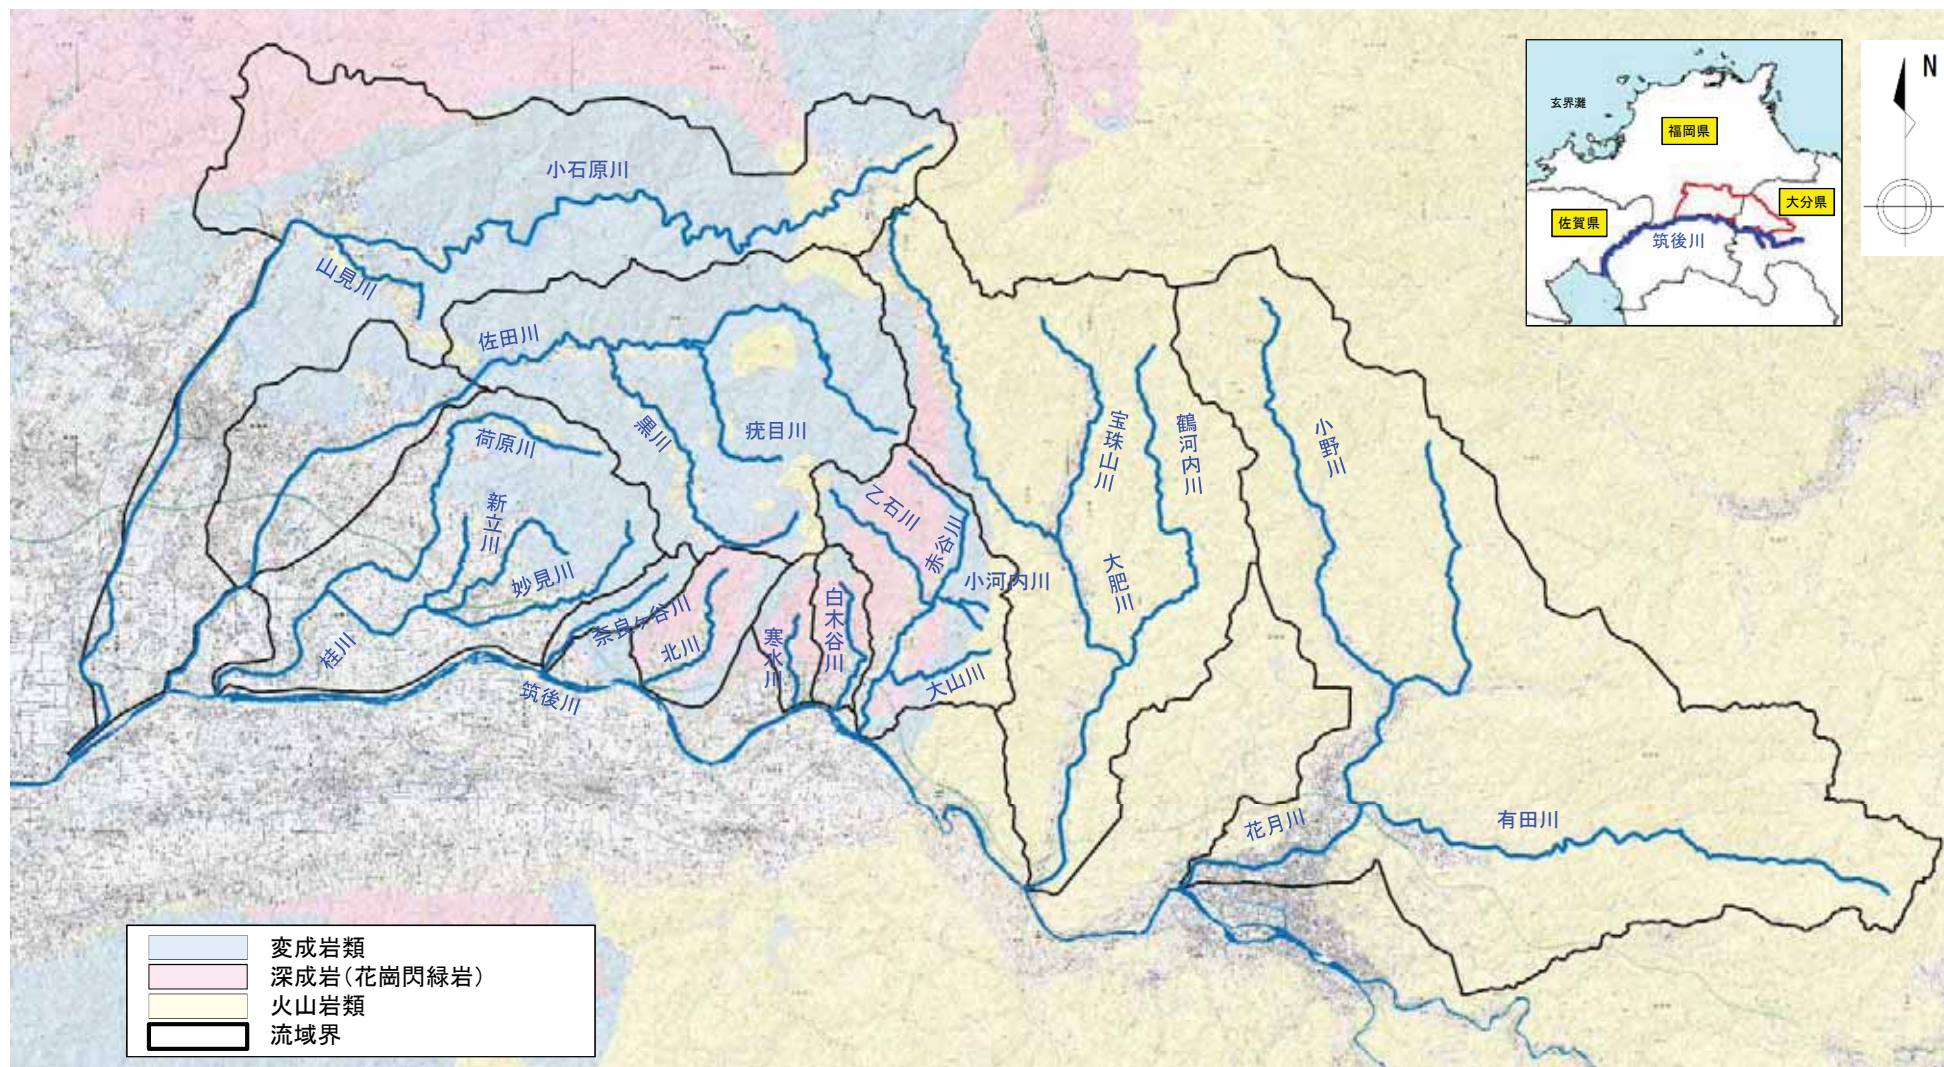 小石原川
山見川
佐田川
荷原川
黒川
疣目川
新立川
妙見川
桂川
奈良ヶ谷川
北川
寒水川
白木谷川
乙石川
赤谷川
小河内川
大山川
筑後川
宝珠山川
鶴河内川
大肥川
小野川
花月川
有田川
玄界灘
福岡県
大分県
佐賀県
筑後川
N
変成岩類
深成岩(花崗閃緑岩)
火山岩類
流域界